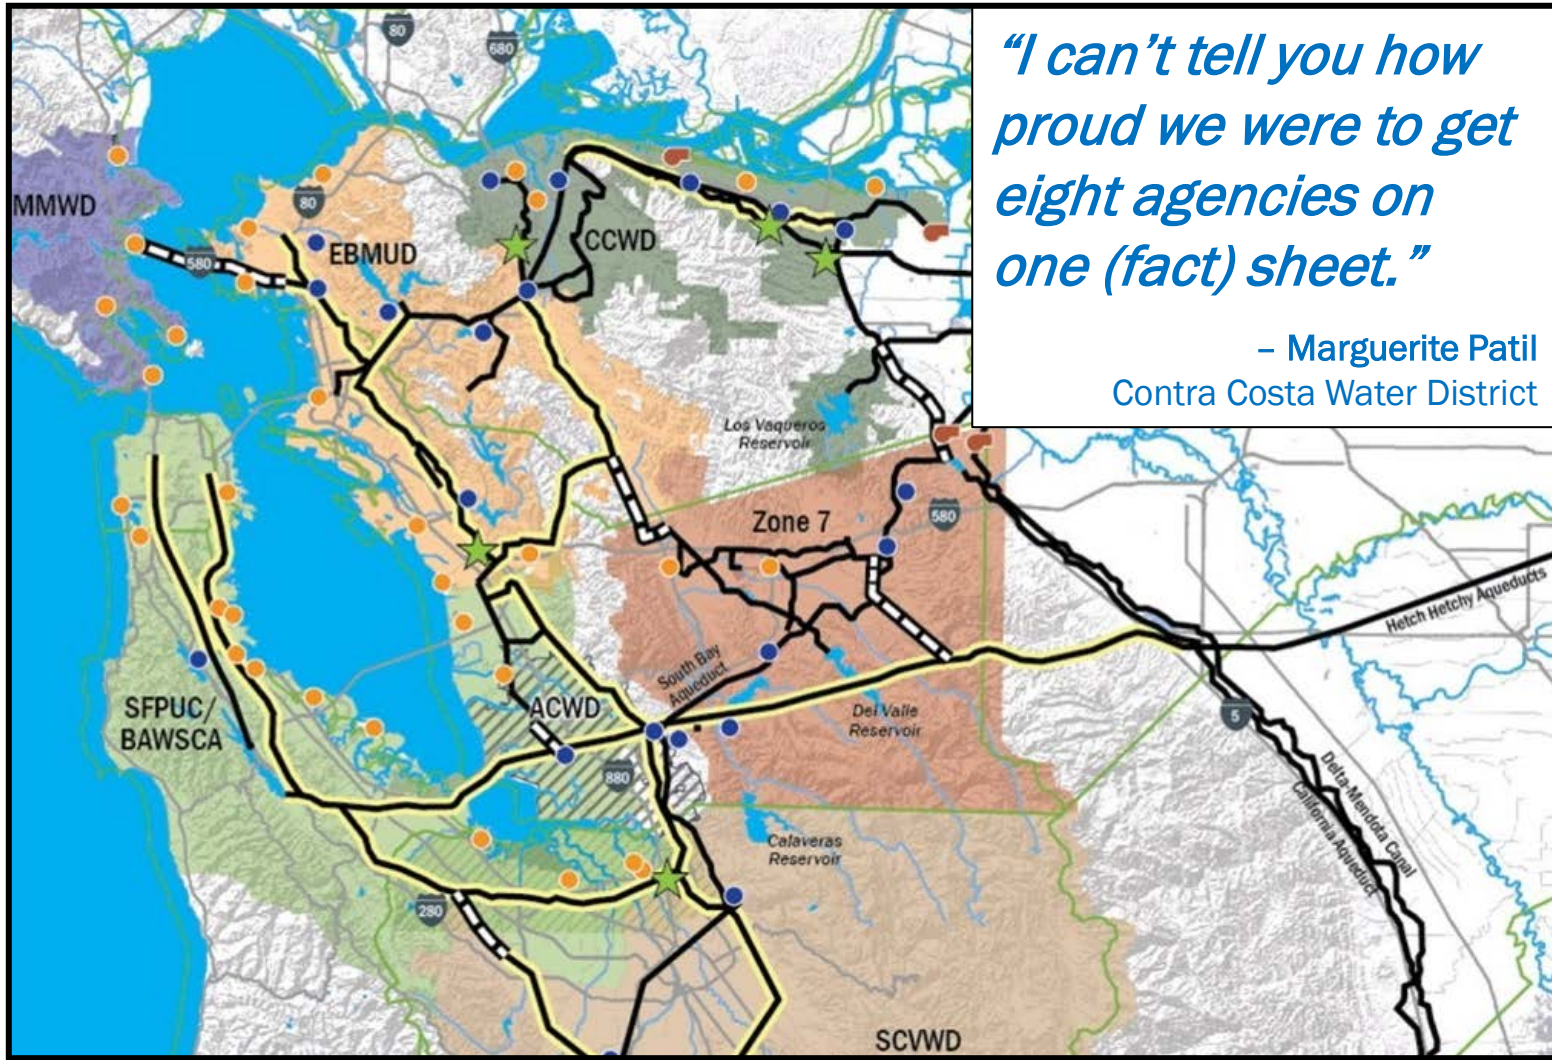 “I can’t tell you how
proud we were to get
eight agencies on
one (fact) sheet.”
– Marguerite Patil
Contra Costa Water District
80
680
MMWD
80
580
EBMUD
CCWD
Los Vaqueros
Reservoir
Zone 7
580
Hetch Hetchy Aqueducts
South Bay
Aqueduct
SFPUC/
BAWSCA
ACWD
Del Valle
Reservoir
5
880
Delta-Mendota Canal
California Aqueduct
Calaveras
Reservoir
280
SCVWD